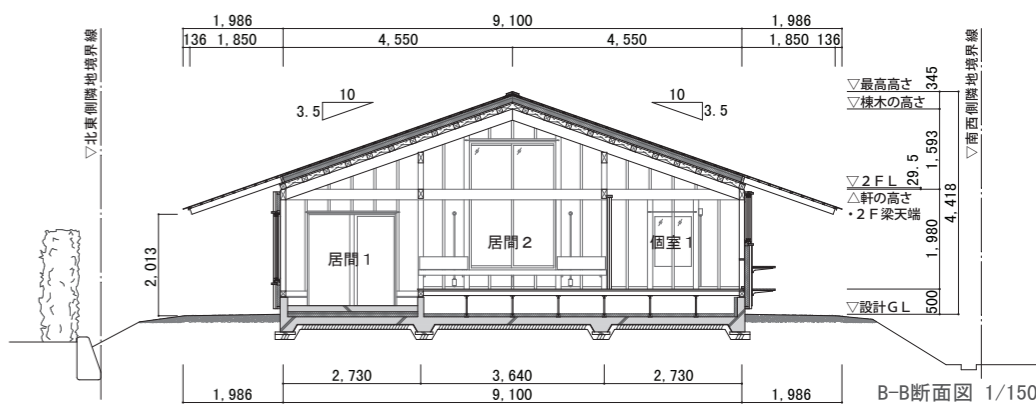 1,986 9,100 1,986
136 1,850 4,550 4,550 1,850 136
▽北東側隣地境界線
10
3.5
10
3.5
▽最高高さ
▽棟木の高さ
▽2FL
△軒の高さ
・2F梁天端
▽設計GL
345
1,593
29.5
1,980
500
4,418
▽南西側隣地境界線
2,013
居間1
居間2
個室1
2,730 3,640 2,730
1,986 9,100 1,986
B-B断面図 1/150